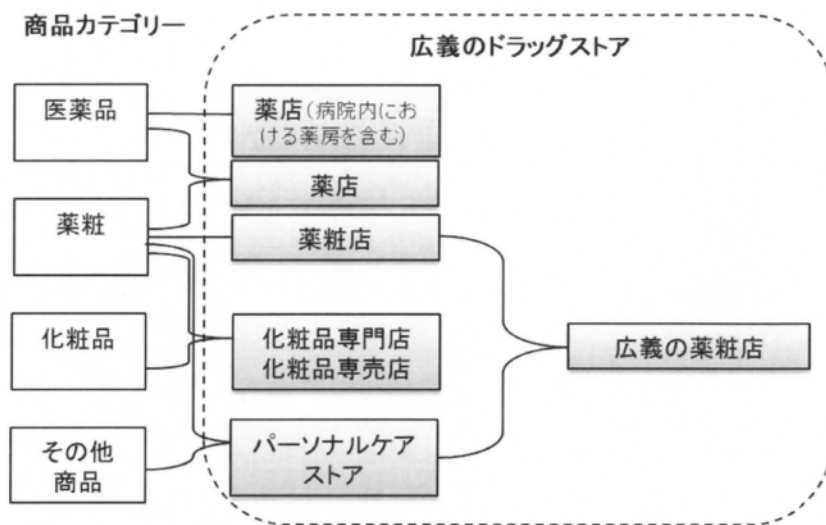 商品カテゴリー
広義のドラッグストア
医薬品
薬店(病院内にお
ける薬房を含む)
薬店
薬粧
薬粧店
化粧品
化粧品専門店
化粧品専売店
広義の薬粧店
その他
商品
パーソナルケア
ストア